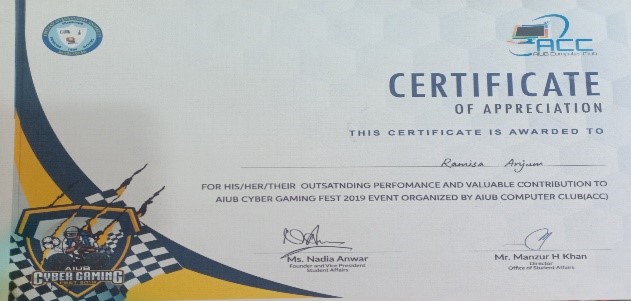 ACC
AIUB Computer Club
CERTIFICATE
OF APPRECIATION
THIS CERTIFICATE IS AWARDED TO
Ramisa Anjum
FOR HIS/HER/THEIR OUTSATNDING PERFOMANCE AND VALUABLE CONTRIBUTION TO
AIUB CYBER GAMING FEST 2019 EVENT ORGANIZED BY AIUB COMPUTER CLUB(ACC)
Ms. Nadia Anwar
Founder and Vice President
Student Affairs
Mr. Manzur H Khan
Director
Office of Student Affairs
AIUB
CYBER GAMING
FEST 2019